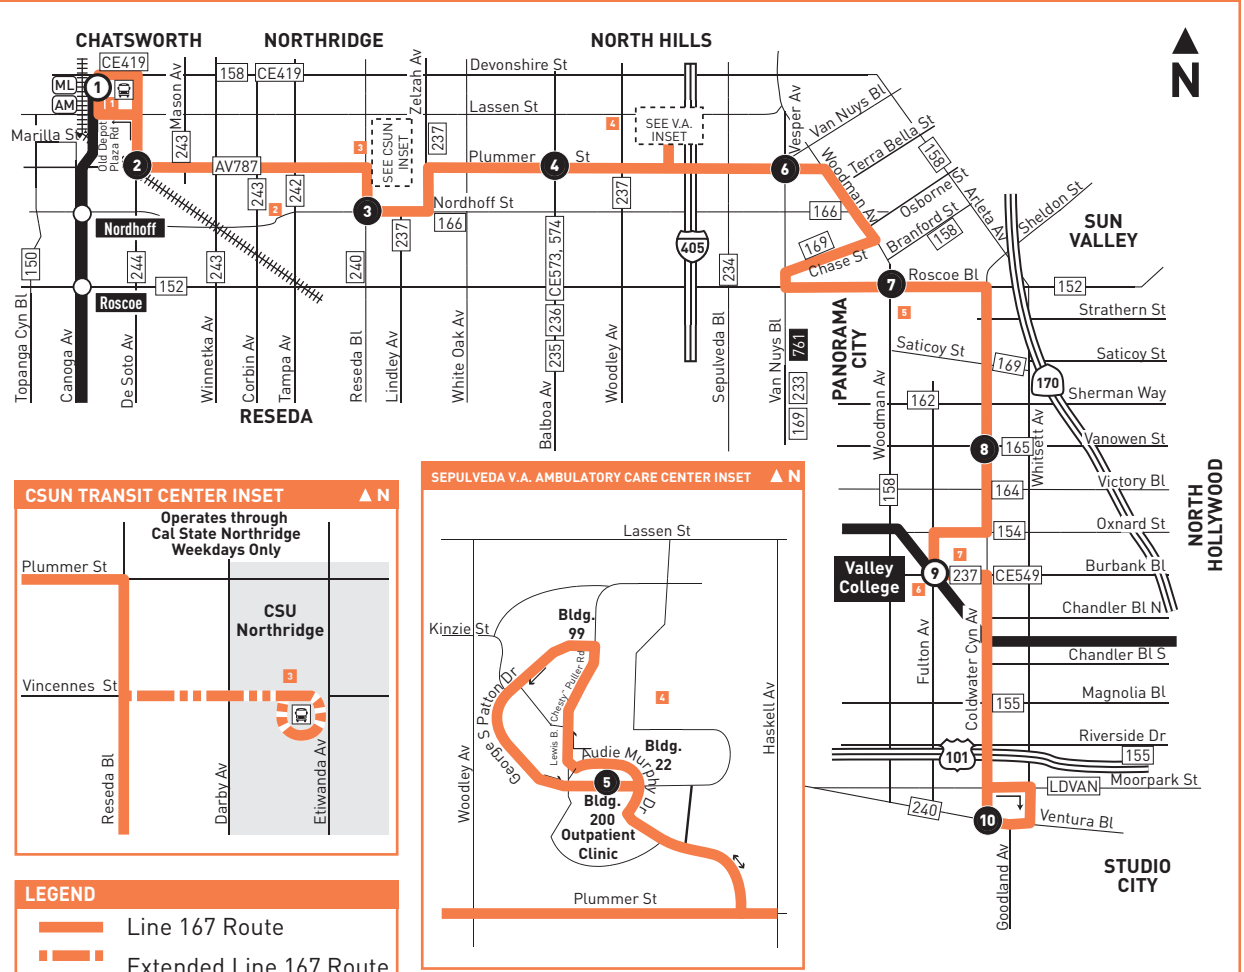 CHATSWORTH
NORTHRIDGE
NORTH HILLS
N
CE419
ML
AM
1
1
Marilla St
Old Depot
Plaza Rd
Mason Av
158
CE419
Zelzah Av
Devonshire St
Lassen St
243
237
SEE CSUN
INSET
3
4
SEE V.A.
INSET
Vesper Av
Van Nuys Bl
Terra Bella St
158
2
AV787
Plummer
4
St
6
Woodman Av
Osborne St
Arleta Av
Sheldon St
243
242
2
3
Nordhoff St
166
237
237
166
Branford St
158
SUN
VALLEY
Nordhoff
150
244
243
240
CE573, 574
405
234
169
Chase St
7
Roscoe Bl
152
152
Roscoe
236
235
Topanga Cyn Bl
Canoga Av
De Soto Av
Winnetka Av
Corbin Av
Tampa Av
Reseda Bl
Lindley Av
White Oak Av
Balboa Av
Woodley Av
Sepulveda Bl
Van Nuys Bl
761
233
169
PANORAMA
CITY
5
Strathern St
Saticoy St
169
Saticoy St
170
RESEDA
Woodman Av
162
Sherman Way
Whitsett Av
8
165
Vanowen St
158
164
Victory Bl
154
Oxnard St
NORTH
HOLLYWOOD
7
Valley
College
9
237
CE549
Burbank Bl
6
Chandler Bl N
Fulton Av
Coldwater Cyn Av
Chandler Bl S
155
Magnolia Bl
Riverside Dr
101
155
LDVAN
Moorpark St
240
10
Ventura Bl
Goodland Av
STUDIO
CITY
CSUN TRANSIT CENTER INSET
N
Operates through
Cal State Northridge
Weekdays Only
Plummer St
CSU
Northridge
3
Vincennes St
Reseda Bl
Darby Av
Etiwanda Av
SEPULVEDA V.A. AMBULATORY CARE CENTER INSET
N
Lassen St
Bldg.
99
Kinzie St
George S Patton Dr
Lewis B. "Chesty" Puller Rd
4
Haskell Av
Woodley Av
Audie Murphy Dr
Bldg.
22
5
Bldg.
200
Outpatient
Clinic
Plummer St
LEGEND
Line 167 Route
Extended Line 167 Route